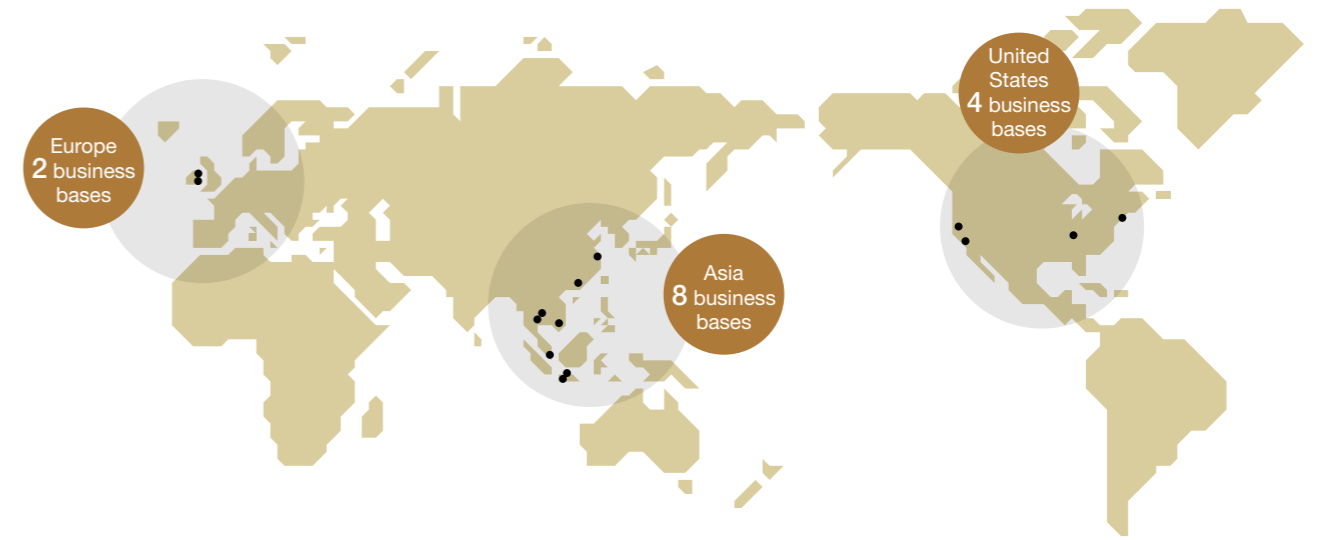 Europe
2 business
bases
Asia
8 business
bases
United
States
4 business
bases